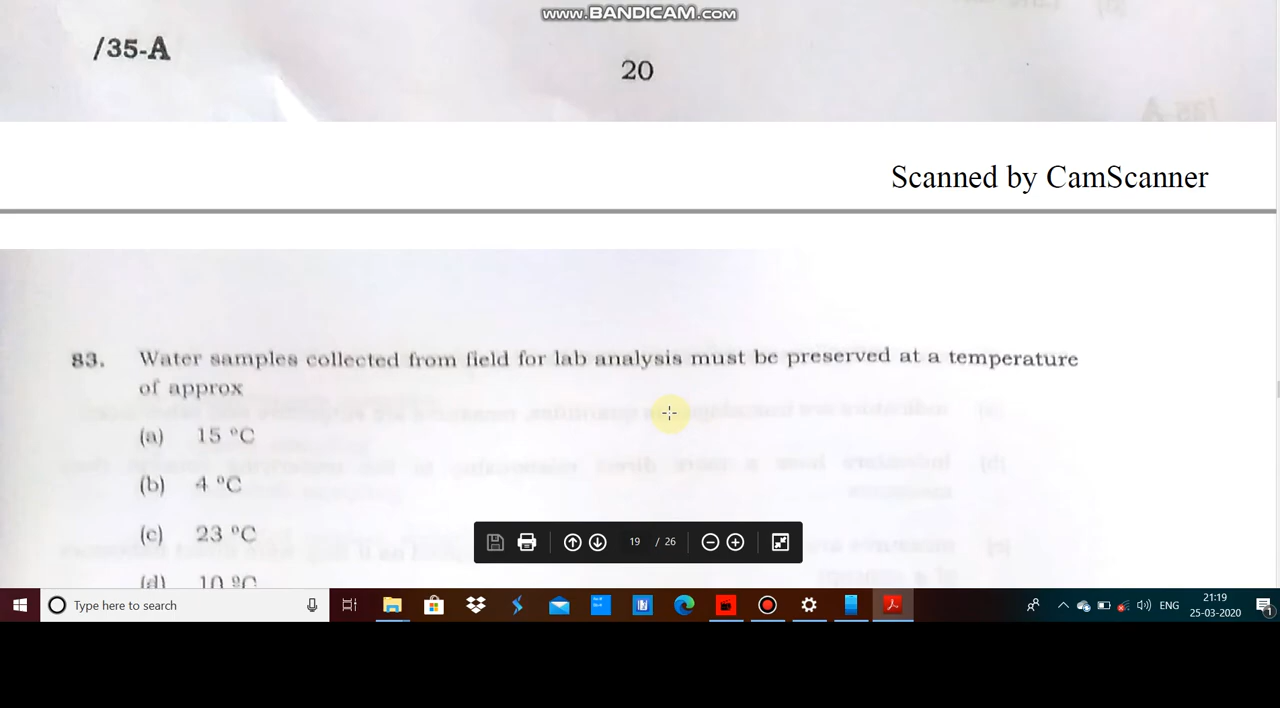 www.BANDICAM.com
/35-A
20
Scanned by CamScanner
83. Water samples collected from field for lab analysis must be preserved at a temperature
of approx
(a) 15 °C
(b) 4 °C
(c) 23 °C
(d) 10 °C
19 / 26
Type here to search
ENG
21:19
25-03-2020
1